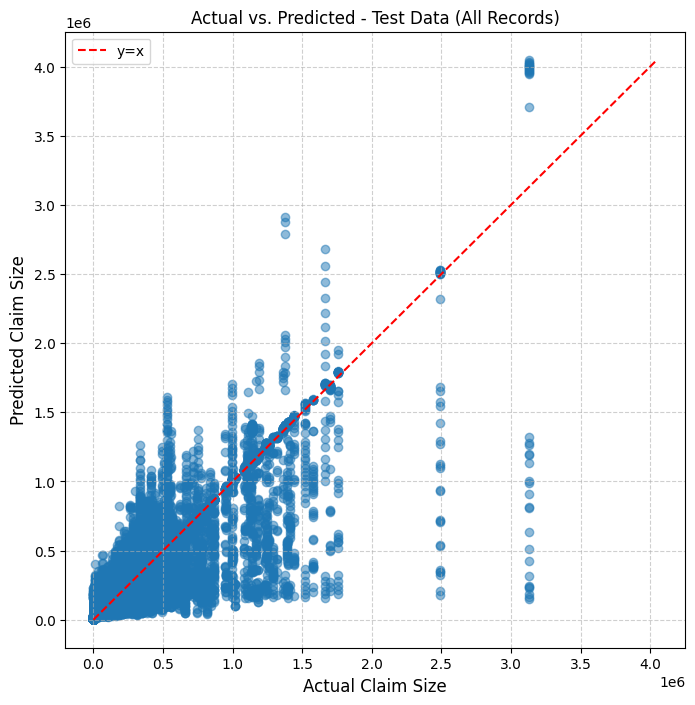 Actual vs. Predicted - Test Data (All Records)
1e6
y=x
4.0
3.5
3.0
2.5
2.0
1.5
1.0
0.5
0.0
Predicted Claim Size
0.0 0.5 1.0 1.5 2.0 2.5 3.0 3.5 4.0
1e6
Actual Claim Size